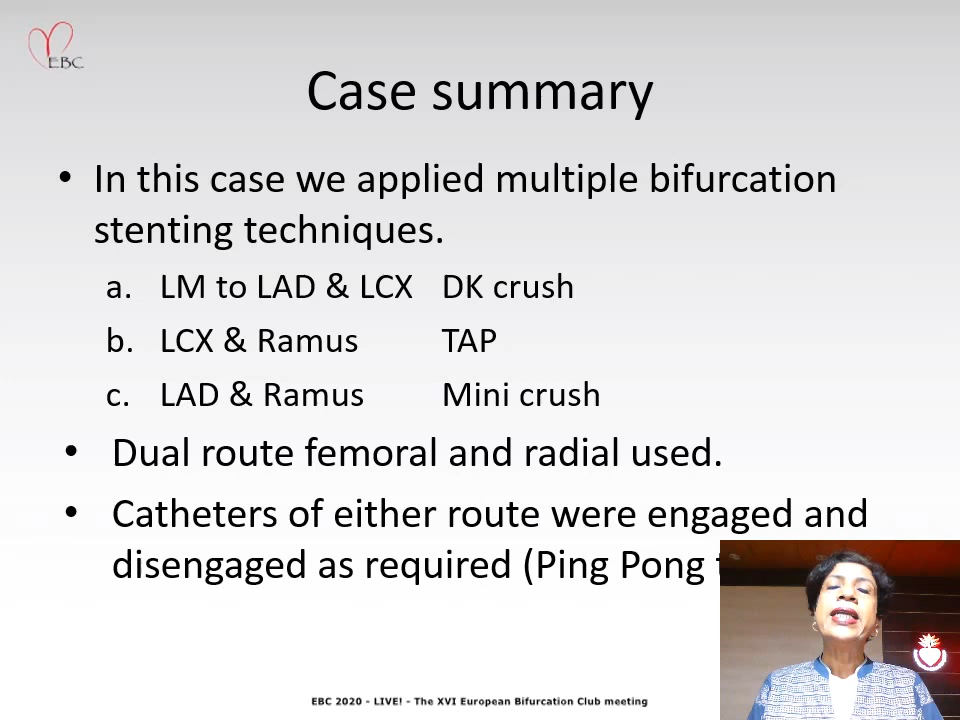 EBC
Case summary
• In this case we applied multiple bifurcation
stenting techniques.
a. LM to LAD & LCX DK crush
b. LCX & Ramus TAP
c. LAD & Ramus Mini crush
• Dual route femoral and radial used.
• Catheters of either route were engaged and
disengaged as required (Ping Pong
EBC 2020 - LIVE! - The XVI European Bifurcation Club meeting